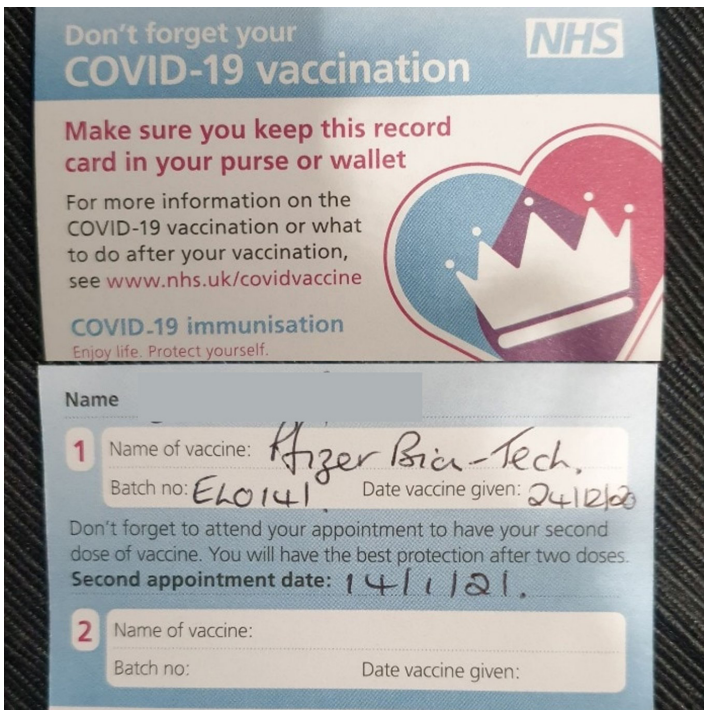 Don't forget your
NHS
COVID-19 vaccination
Make sure you keep this record
card in your purse or wallet
For more information on the
COVID-19 vaccination or what
to do after your vaccination,
see www.nhs.uk/covidvaccine
COVID-19 immunisation
Enjoy life. Protect yourself.
Name
1 Name of vaccine: Pfizer Bion-Tech.
Batch no: EL0141 Date vaccine given: 24/12/20
Don't forget to attend your appointment to have your second
dose of vaccine. You will have the best protection after two doses.
Second appointment date: 14/1/21.
2 Name of vaccine:
Batch no: Date vaccine given: